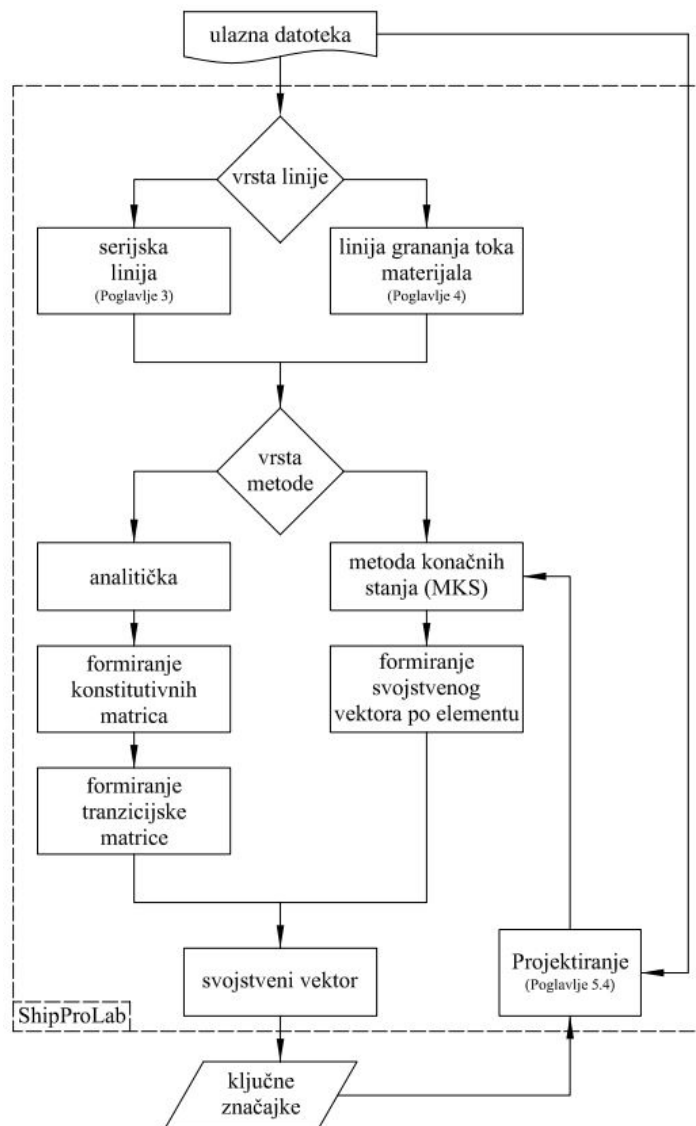 ulazna datoteka
vrsta linije
serijska
linija
(Poglavlje 3)
linija grananja toka
materijala
(Poglavlje 4)
vrsta
metode
analitička
metoda konačnih
stanja (MKS)
formiranje
konstitutivnih
matrica
formiranje
svojstvenog
vektora po elementu
formiranje
tranzicijske
matrice
svojstveni vektor
Projektiranje
(Poglavlje 5.4)
ShipProLab
ključne
značajke